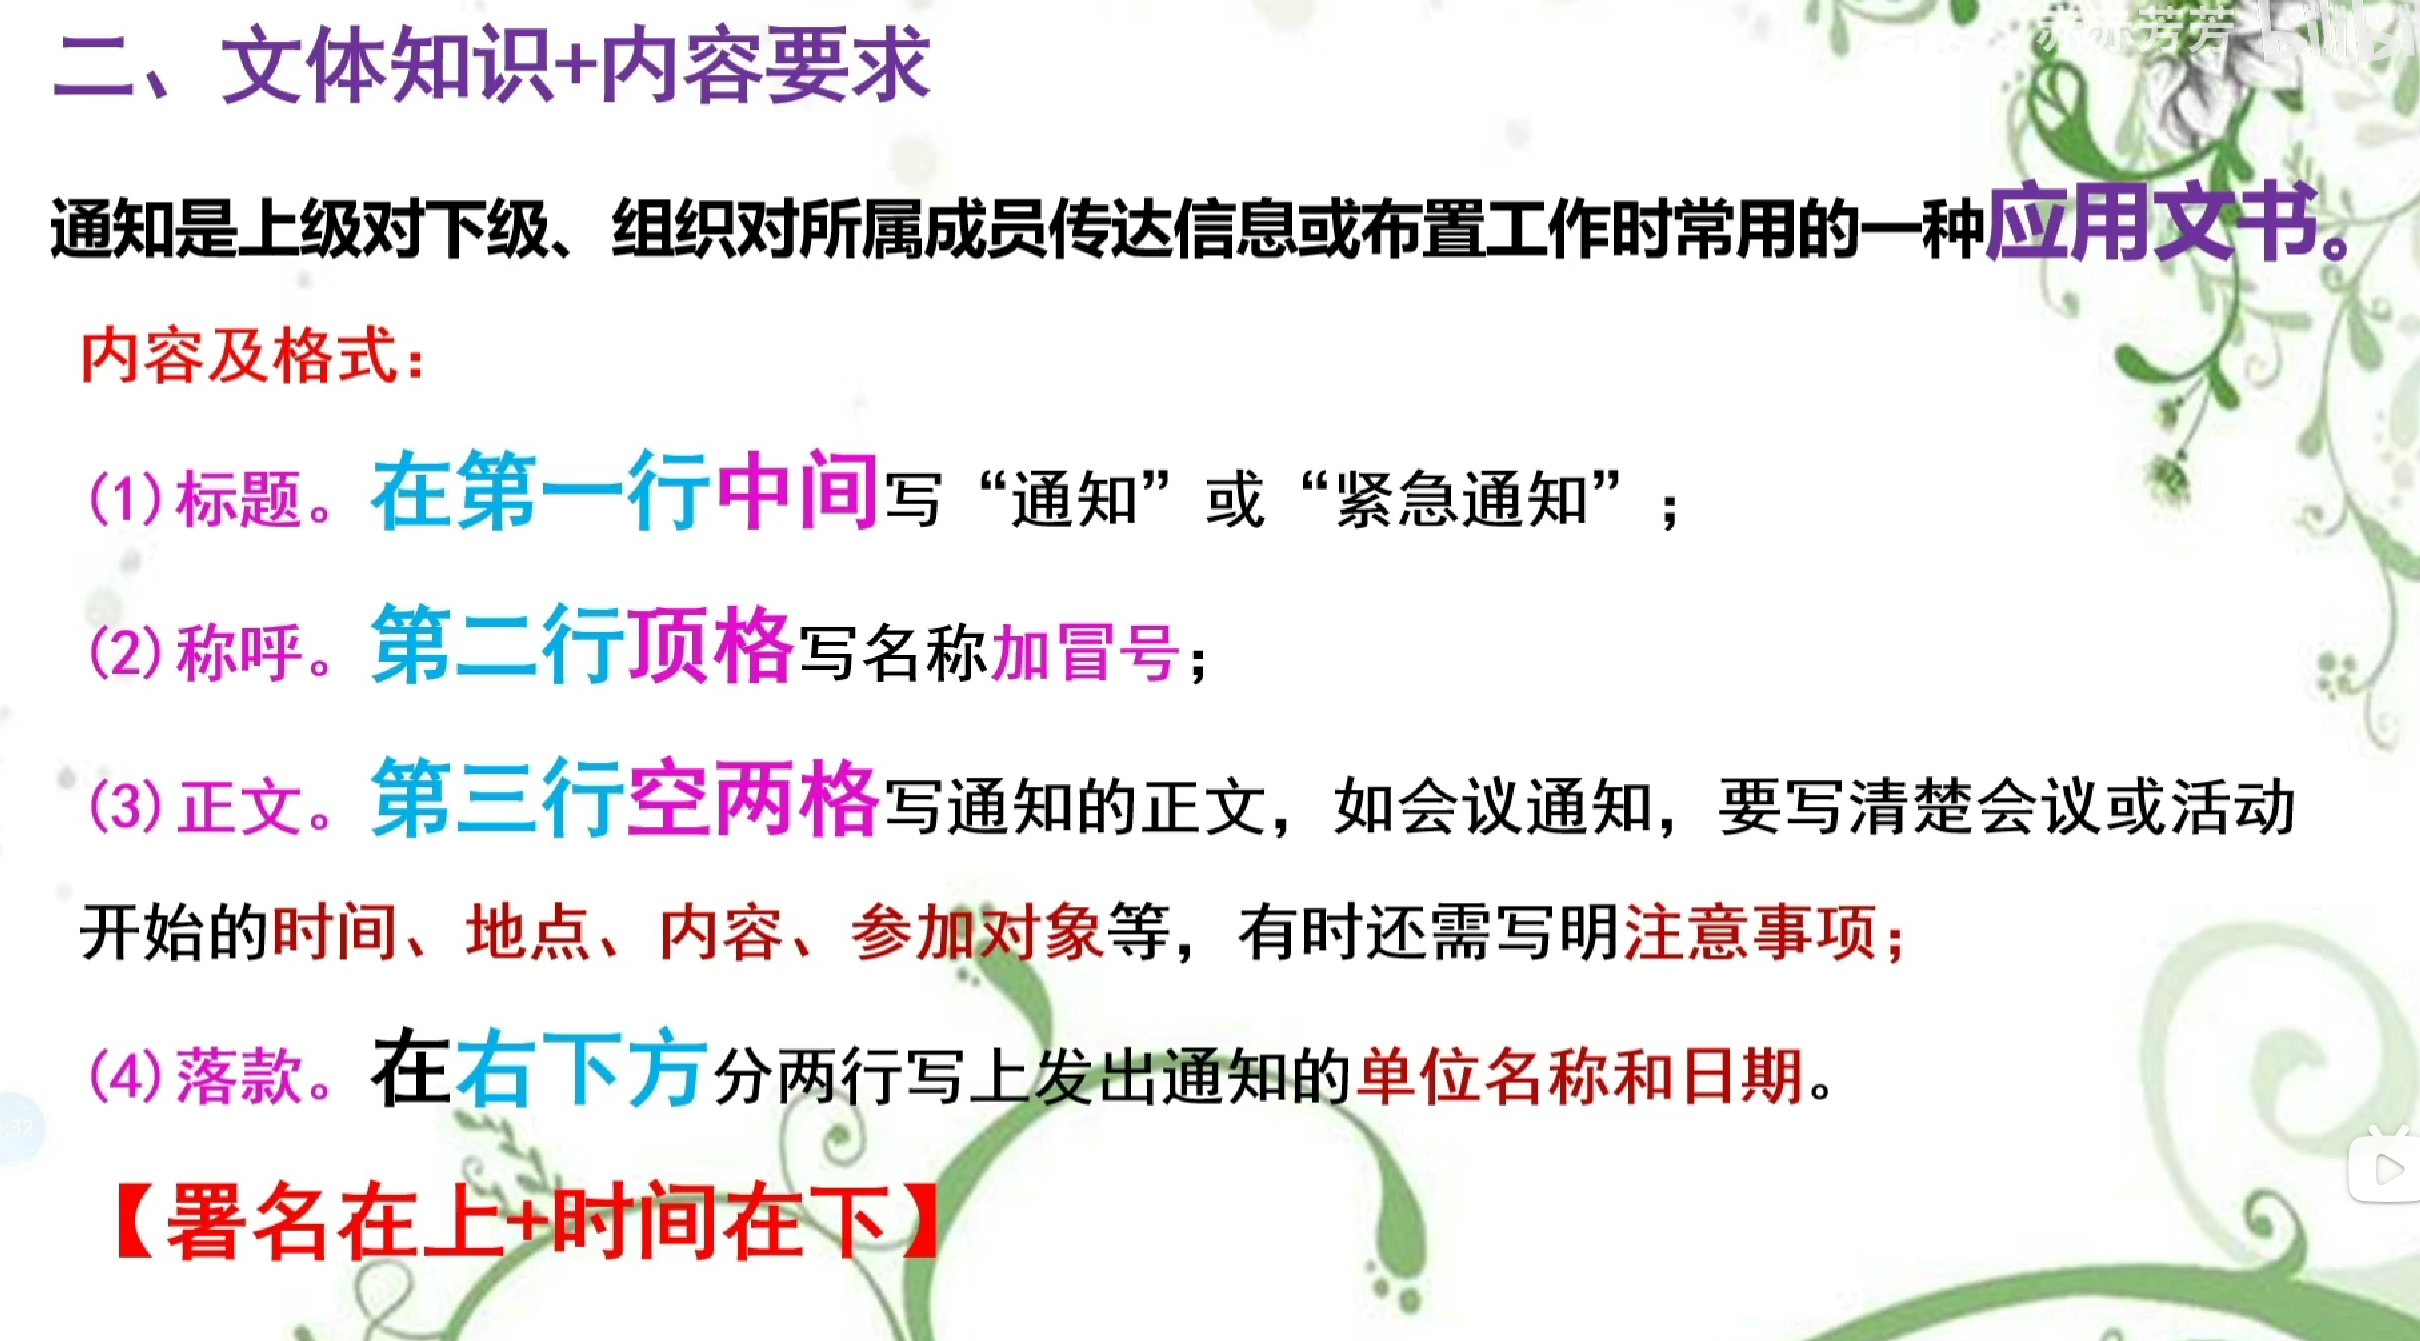 二、文体知识+内容要求
通知是上级对下级、组织对所属成员传达信息或布置工作时常用的一种应用文书。
内容及格式：
(1)标题。在第一行中间写“通知”或“紧急通知”；
(2)称呼。第二行顶格写名称加冒号；
(3)正文。第三行空两格写通知的正文，如会议通知，要写清楚会议或活动
开始的时间、地点、内容、参加对象等，有时还需写明注意事项；
(4)落款。在右下方分两行写上发出通知的单位名称和日期。
【署名在上+时间在下】